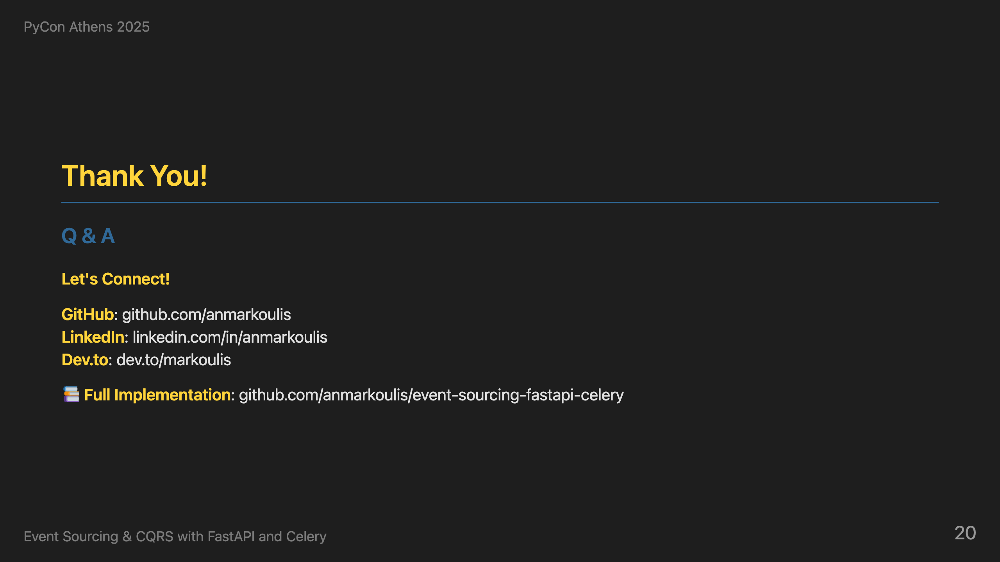 PyCon Athens 2025
Thank You!
Q & A
Let's Connect!
GitHub: github.com/anmarkoulis
LinkedIn: linkedin.com/in/anmarkoulis
Dev.to: dev.to/markoulis
📚 Full Implementation: github.com/anmarkoulis/event-sourcing-fastapi-celery
Event Sourcing & CQRS with FastAPI and Celery
20